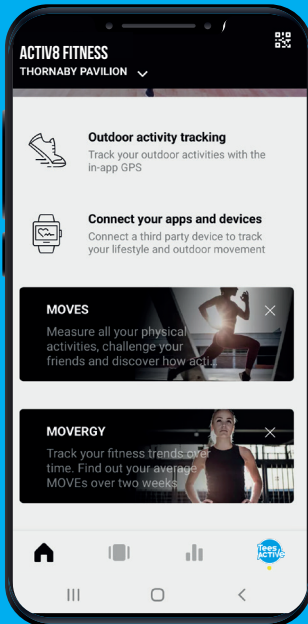 ACTIV8 FITNESS
THORNABY PAVILION
Outdoor activity tracking
Track your outdoor activities with the
in-app GPS
Connect your apps and devices
Connect a third party device to track
your lifestyle and outdoor movement
MOVES
Measure all your physical
activities, challenge your
friends and discover how acti...
MOVERGY
Track your fitness trends over
time. Find out your average
MOVEs over two weeks
Tees
ACTIVE